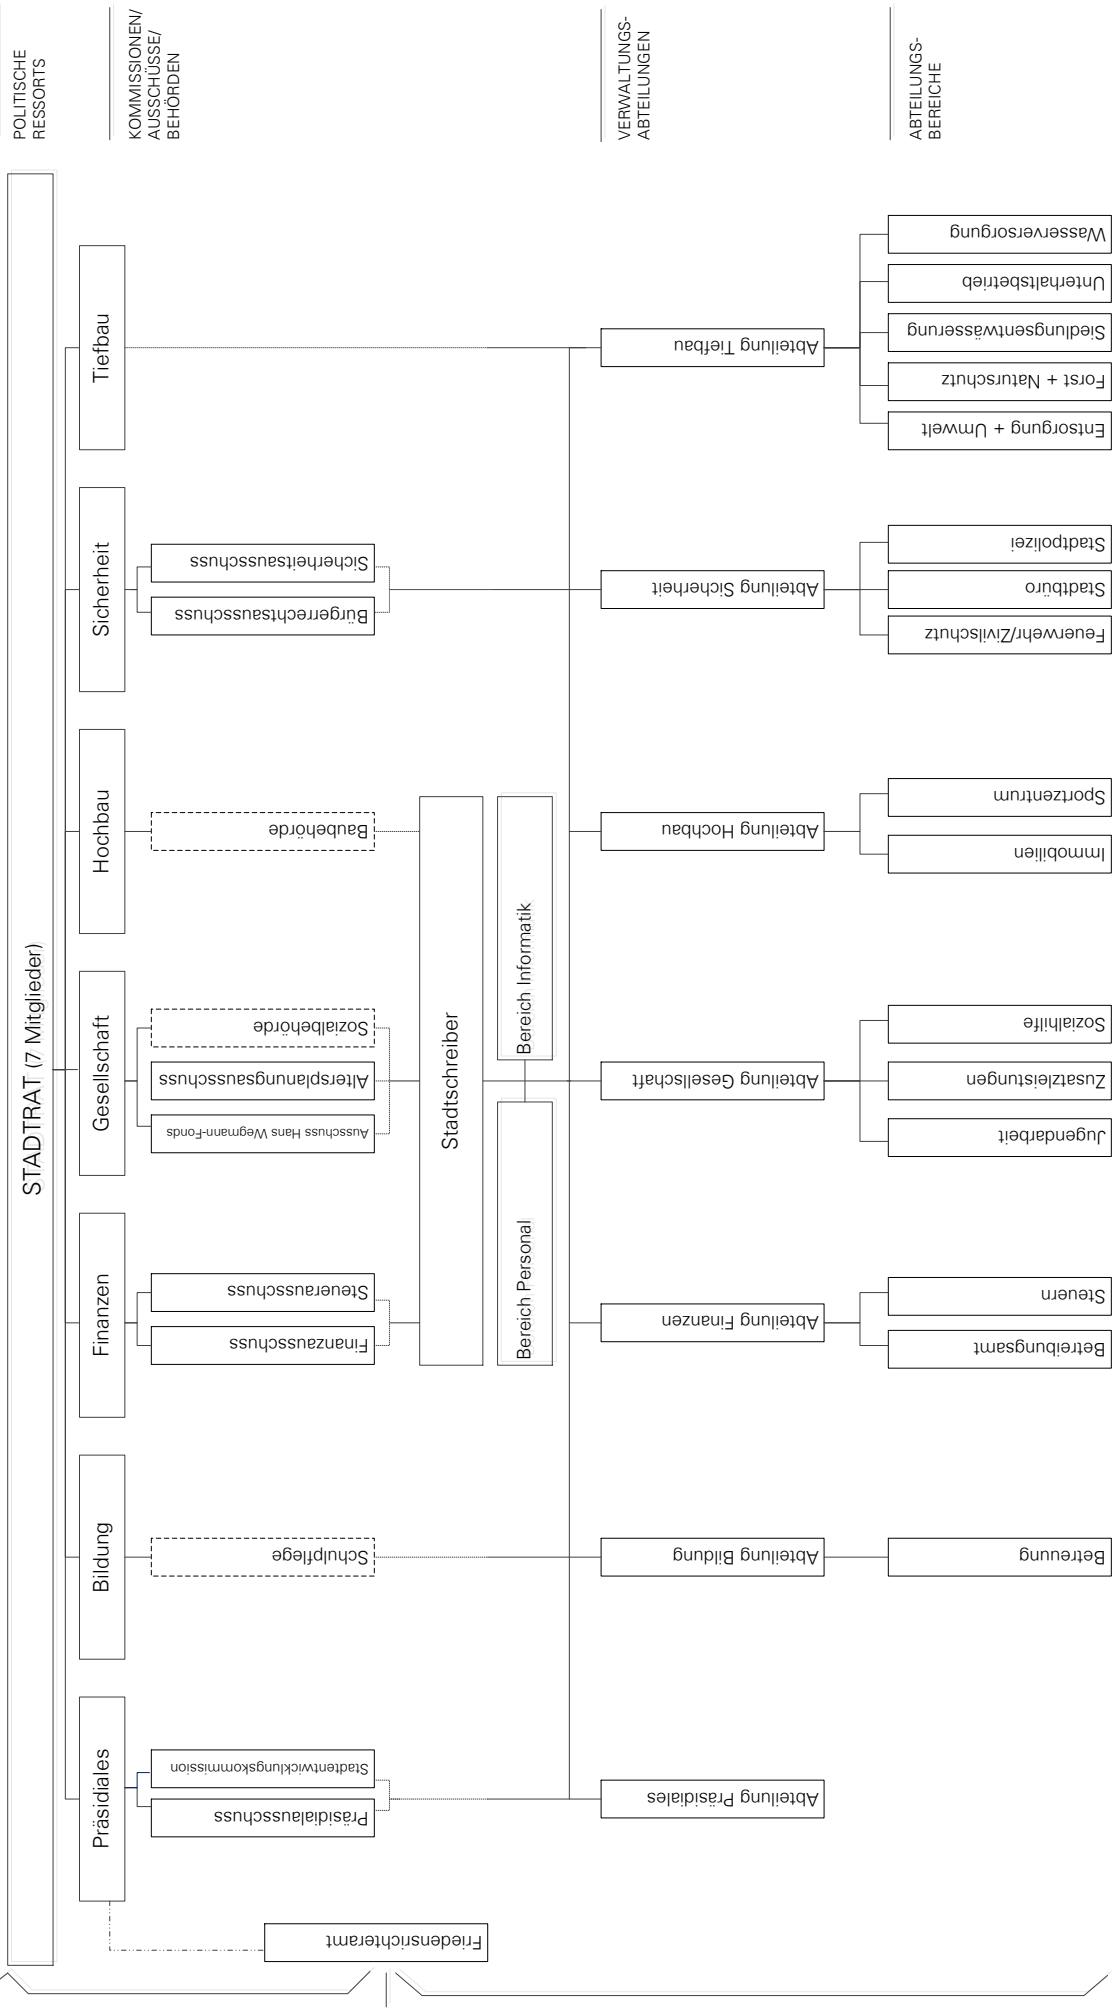 POLITISCHE
RESSORTS
KOMMISSIONEN/
AUSSCHÜSSE/
BEHÖRDEN
VERWALTUNGS-
ABTEILUNGEN
ABTEILUNGS-
BEREICHE
STADTRAT (7 Mitglieder)
Präsidiales
Bildung
Finanzen
Gesellschaft
Hochbau
Sicherheit
Tiefbau
Friedensrichteramt
Präsidialausschuss
Stadtentwicklungskommission
Schulpflege
Finanzausschuss
Steuerausschuss
Ausschuss Hans Wegmann-Fonds
Altersplanungsausschuss
Sozialbehörde
Baubehörde
Bürgerrechtsausschuss
Sicherheitsausschuss
Stadtschreiber
Bereich Personal
Bereich Informatik
Abteilung Präsidiales
Abteilung Bildung
Abteilung Finanzen
Abteilung Gesellschaft
Abteilung Hochbau
Abteilung Sicherheit
Abteilung Tiefbau
Betreuung
Betreibungsamt
Steuern
Jugendarbeit
Zusatzleistungen
Sozialhilfe
Immobilien
Sportzentrum
Feuerwehr/Zivilschutz
Stadtbüro
Stadtpolizei
Entsorgung + Umwelt
Forst + Naturschutz
Siedlungsentwässerung
Unterhaltsbetrieb
Wasserversorgung